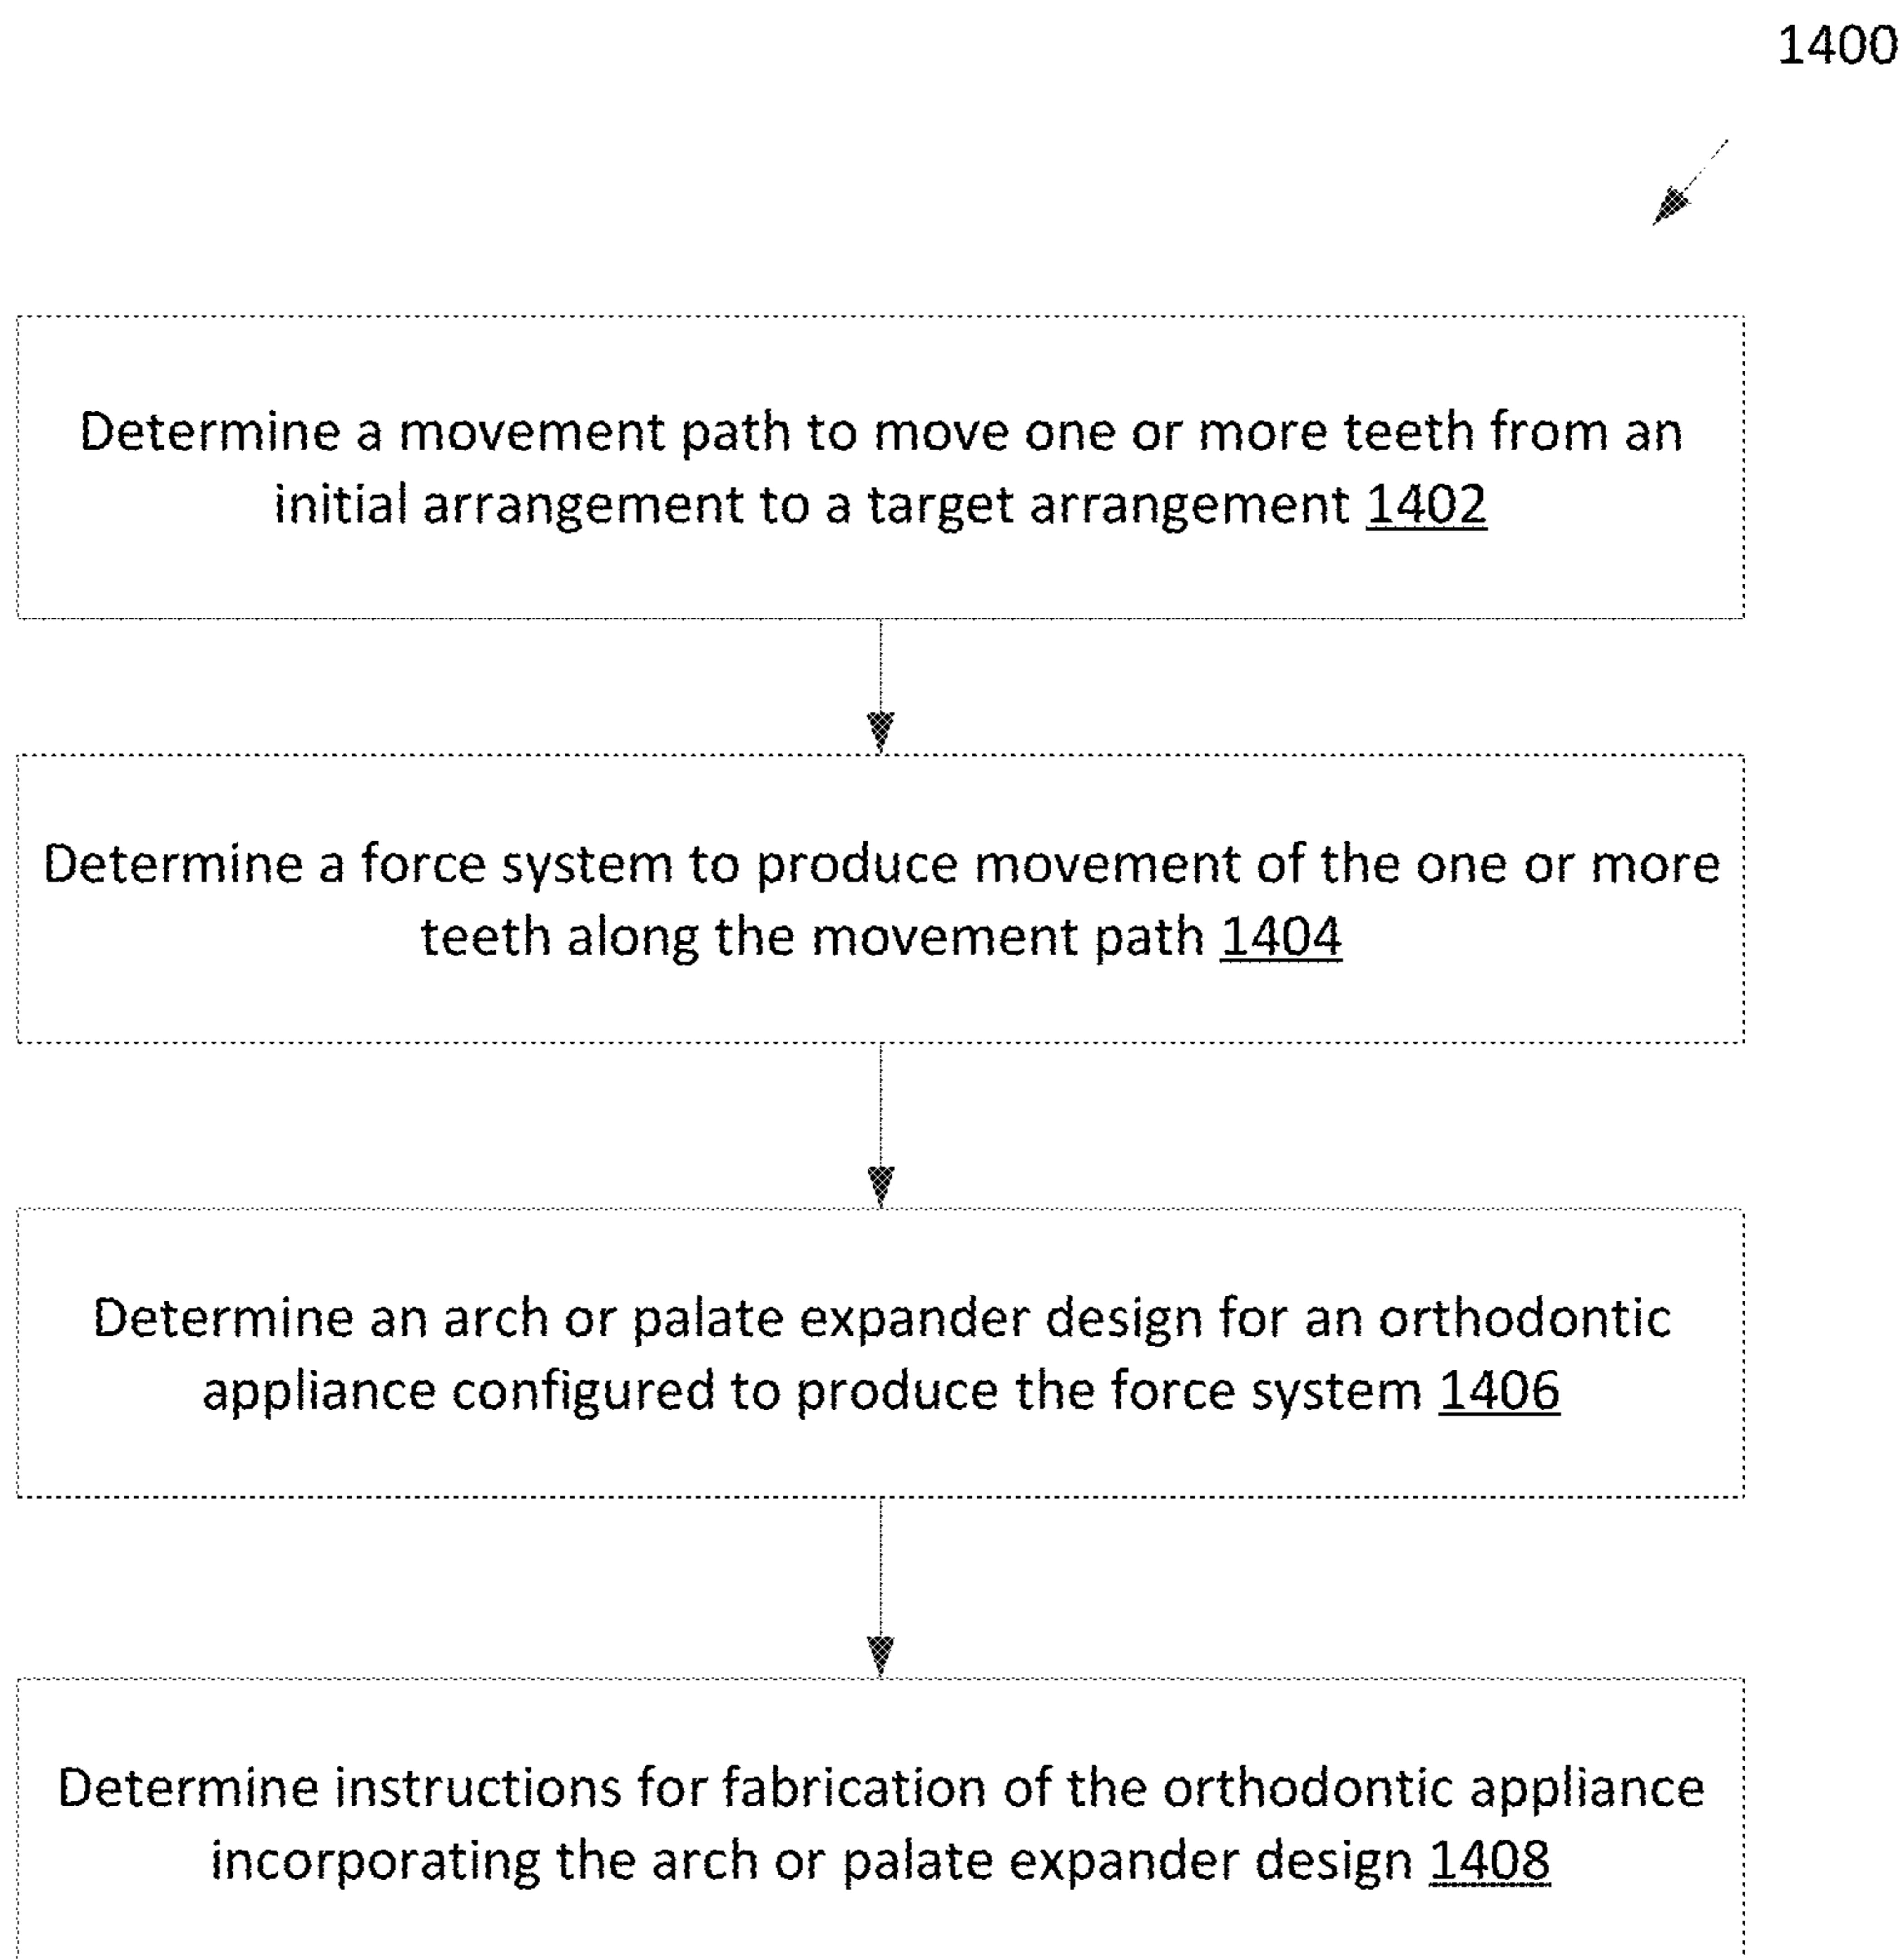 1400
Determine a movement path to move one or more teeth from an
initial arrangement to a target arrangement 1402
Determine a force system to produce movement of the one or more
teeth along the movement path 1404
Determine an arch or palate expander design for an orthodontic
appliance configured to produce the force system 1406
Determine instructions for fabrication of the orthodontic appliance
incorporating the arch or palate expander design 1408